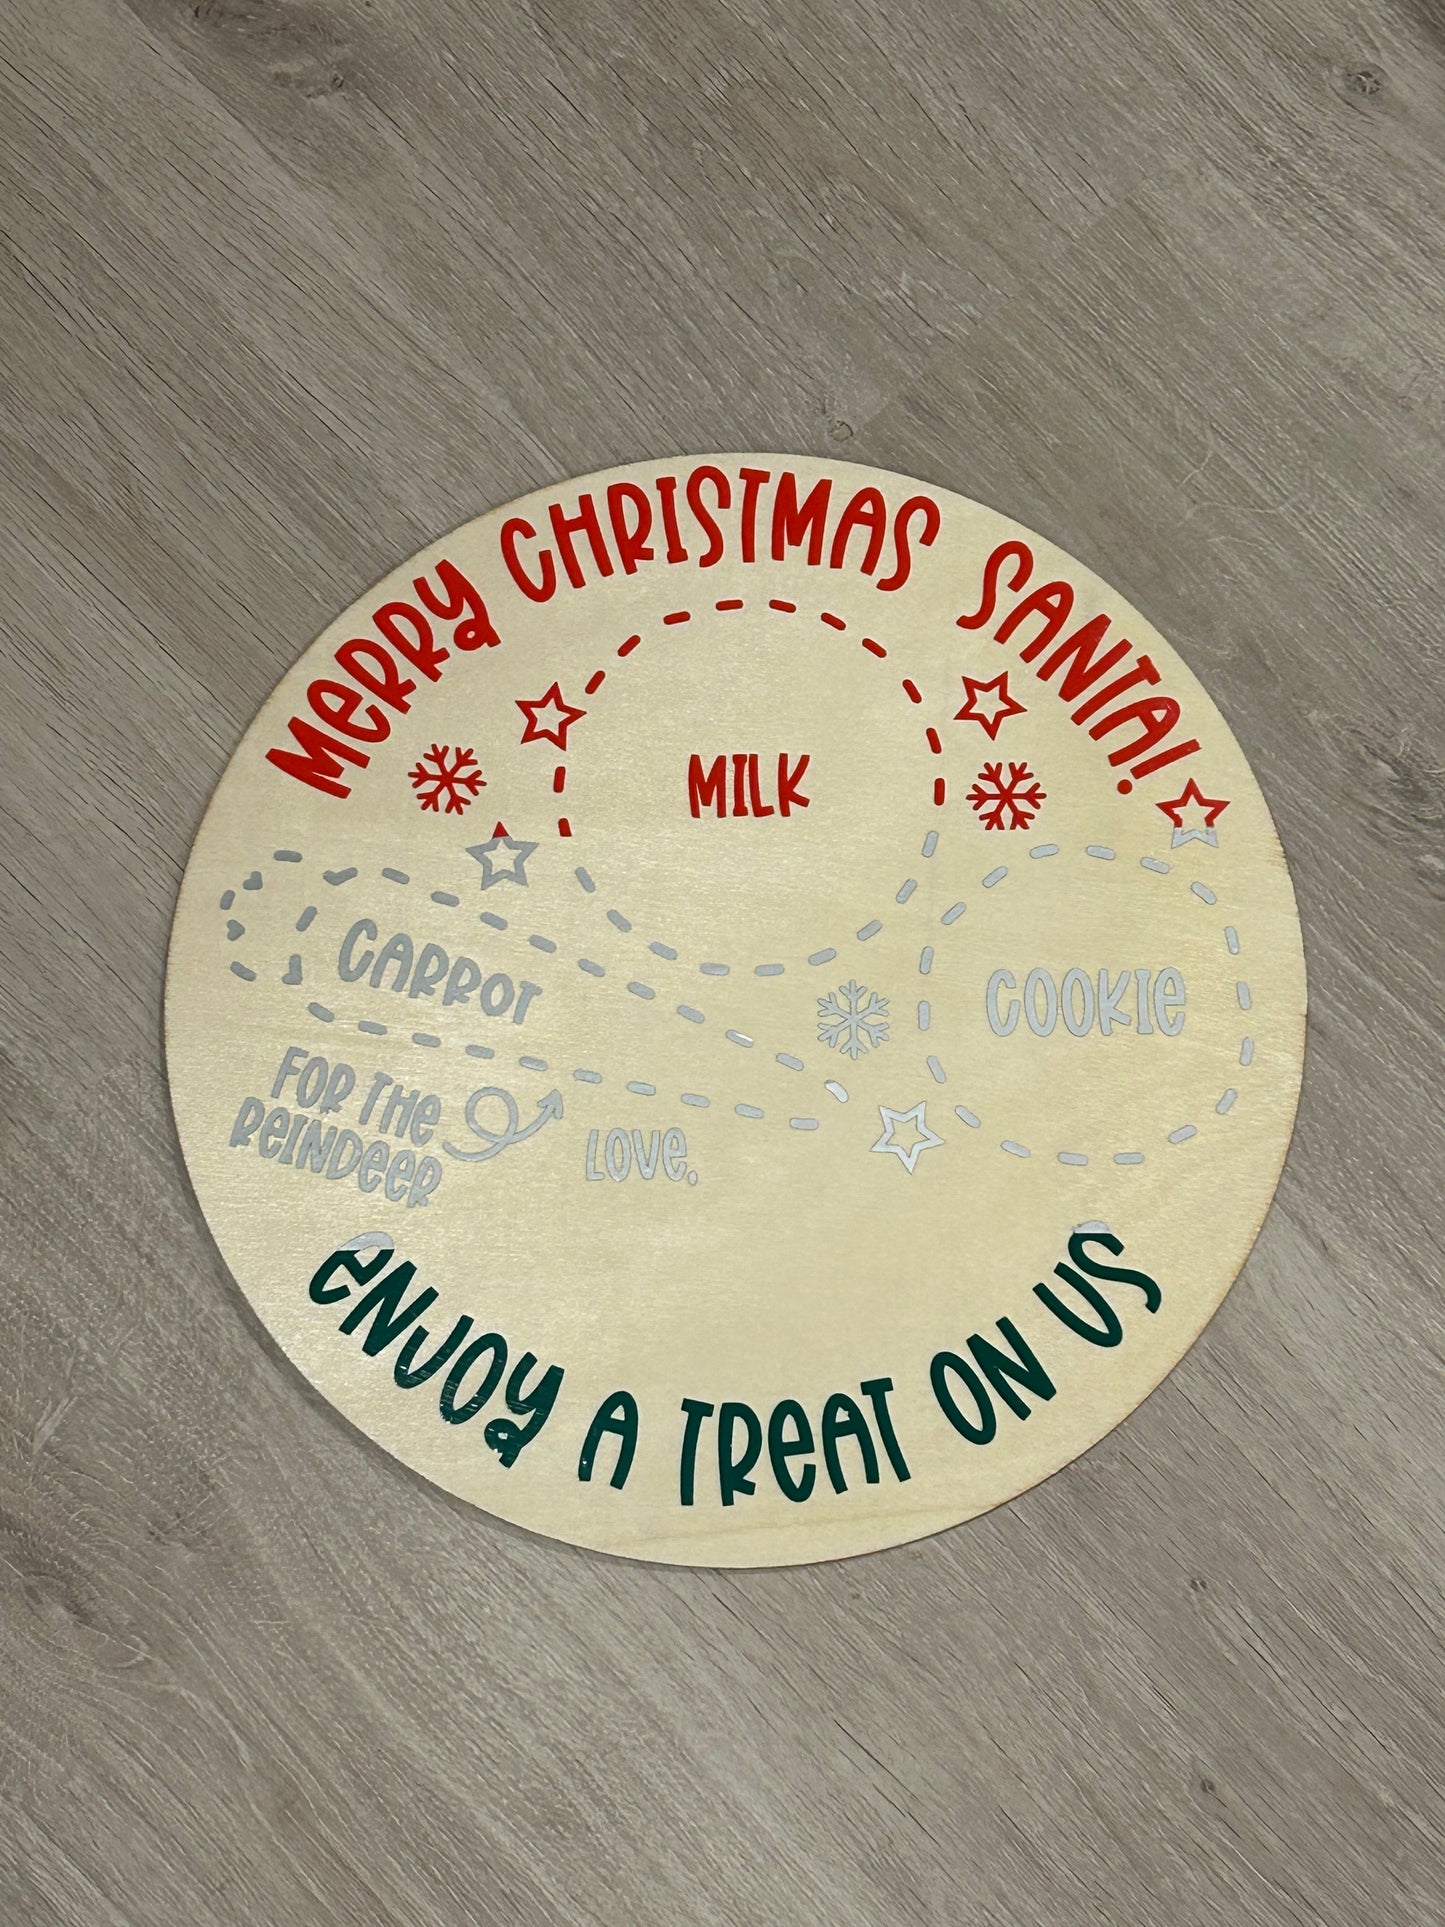 MERRY CHRISTMAS SANTA!
MILK
CARROT
COOKIE
FOR THE
REINDEER
LOVE,
ENJOY A TREAT ON US